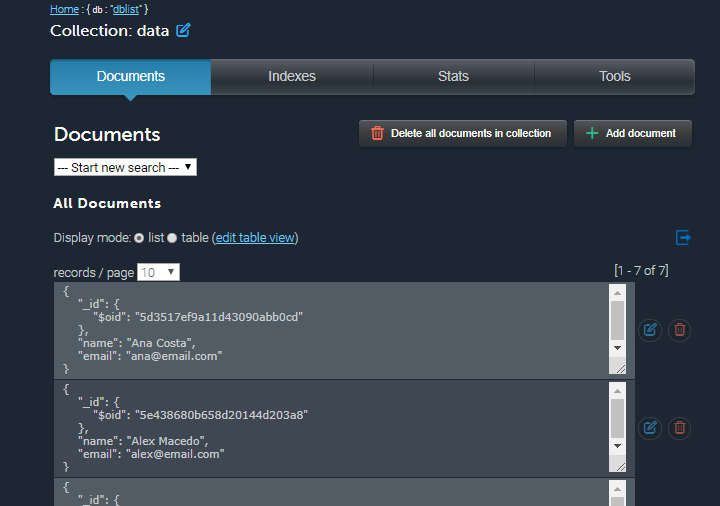 Home : { db : "dblist" }
Collection: data
Documents Indexes Stats Tools
Documents
Delete all documents in collection
Add document
--- Start new search ---
All Documents
Display mode: list table (edit table view)
records / page 10
[1 - 7 of 7]
{
"_id": {
"$oid": "5d3517ef9a11d43090abb0cd"
},
"name": "Ana Costa",
"email": "ana@email.com"
}
{
"_id": {
"$oid": "5e438680b658d20144d203a8"
},
"name": "Alex Macedo",
"email": "alex@email.com"
}
{
"_id": {